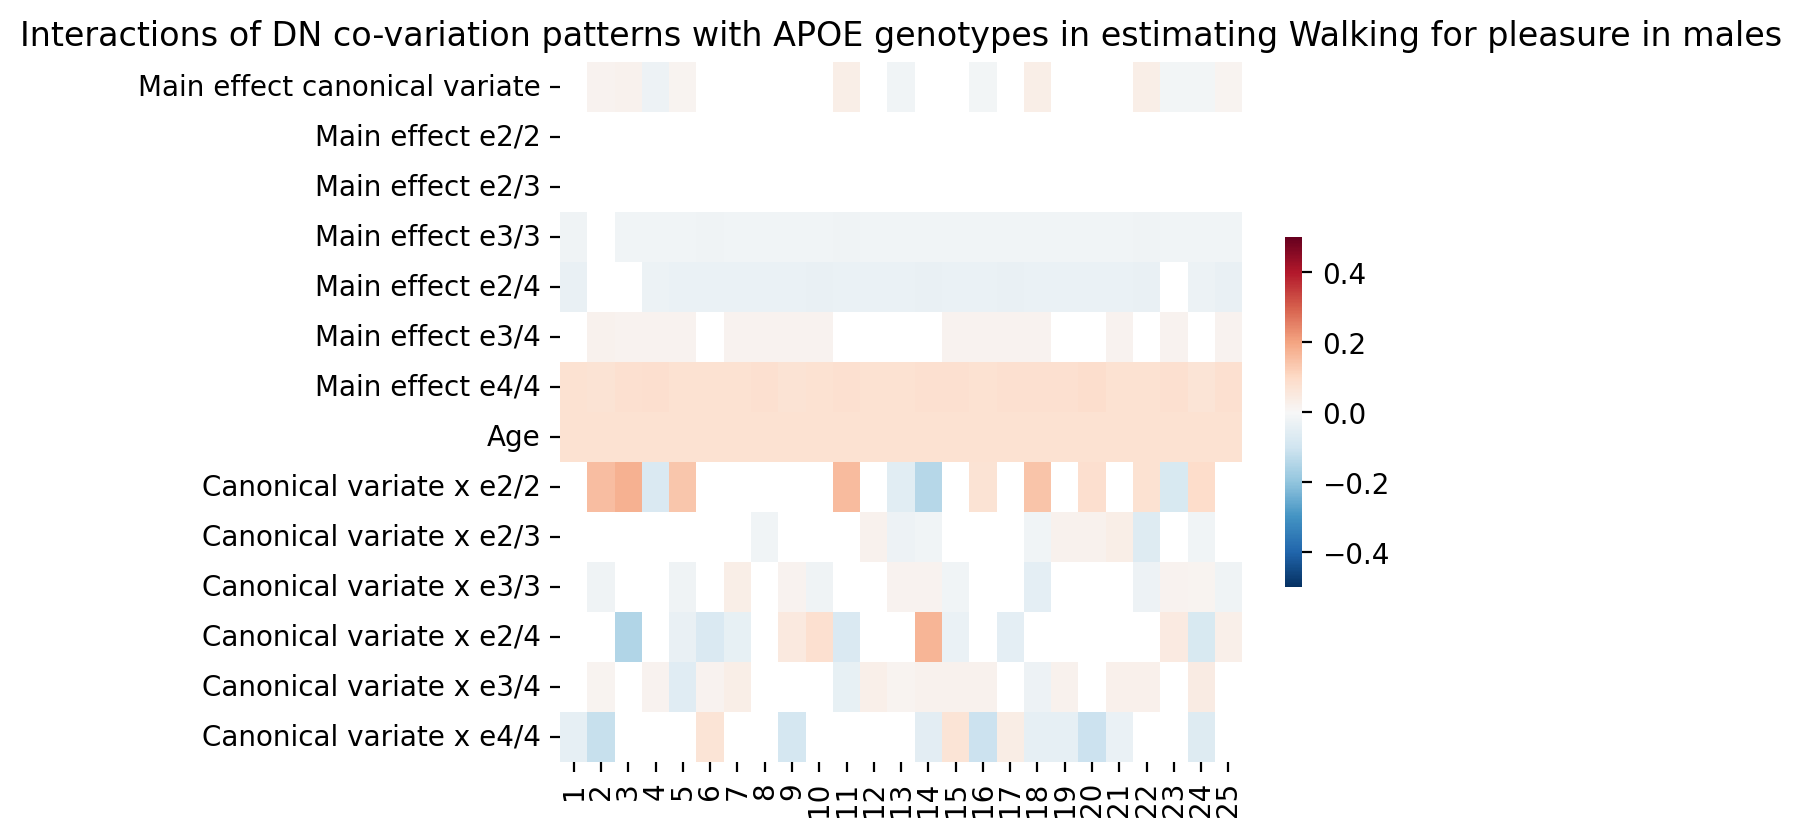 Interactions of DN co-variation patterns with APOE genotypes in estimating Walking for pleasure in males
Main effect canonical variate
Main effect e2/2
Main effect e2/3
Main effect e3/3
Main effect e2/4
Main effect e3/4
Main effect e4/4
Age
Canonical variate x e2/2
Canonical variate x e2/3
Canonical variate x e3/3
Canonical variate x e2/4
Canonical variate x e3/4
Canonical variate x e4/4
1 2 3 4 5 6 7 8 9 10 11 12 13 14 15 16 17 18 19 20 21 22 23 24 25
0.4
0.2
0.0
−0.2
−0.4